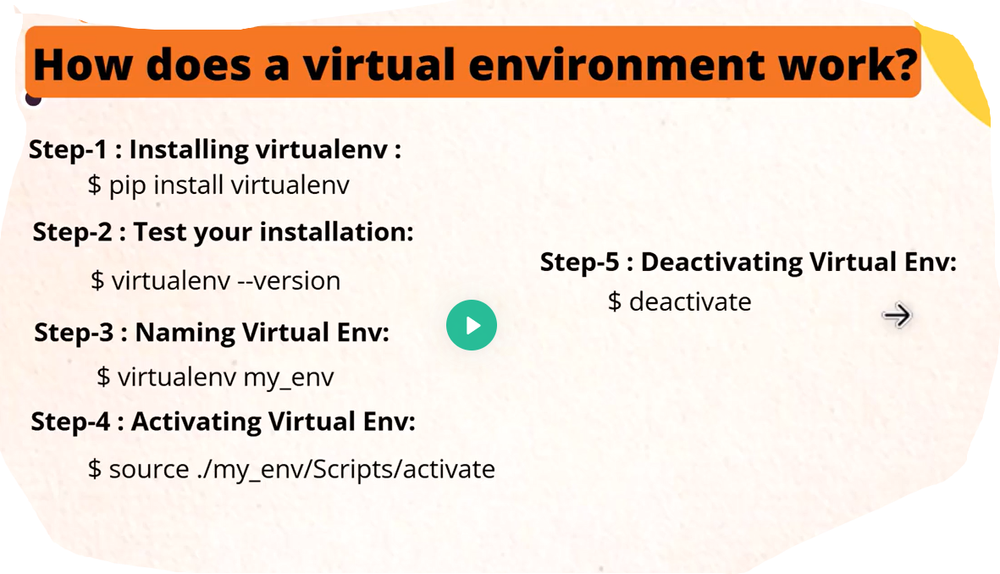 How does a virtual environment work?
Step-1 : Installing virtualenv :
$ pip install virtualenv
Step-2 : Test your installation:
$ virtualenv --version
Step-3 : Naming Virtual Env:
$ virtualenv my_env
Step-4 : Activating Virtual Env:
$ source ./my_env/Scripts/activate
Step-5 : Deactivating Virtual Env:
$ deactivate